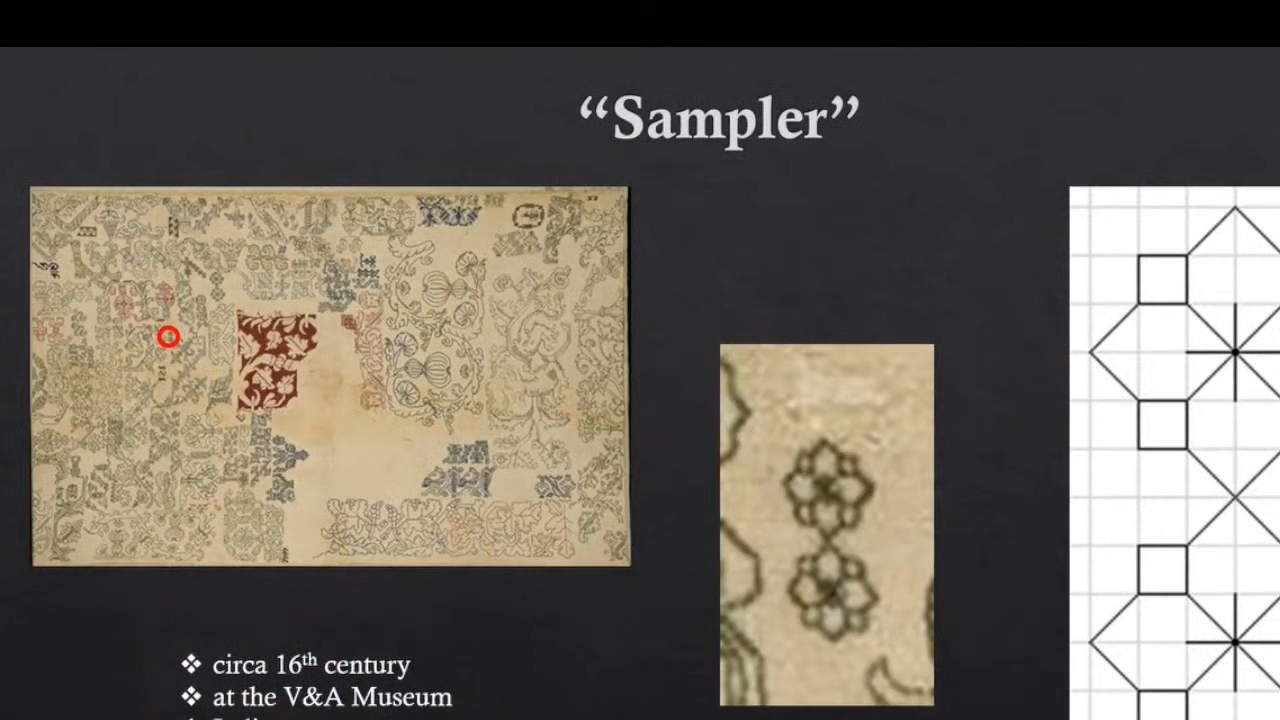 “Sampler”
❖ circa 16th century
❖ at the V&A Museum